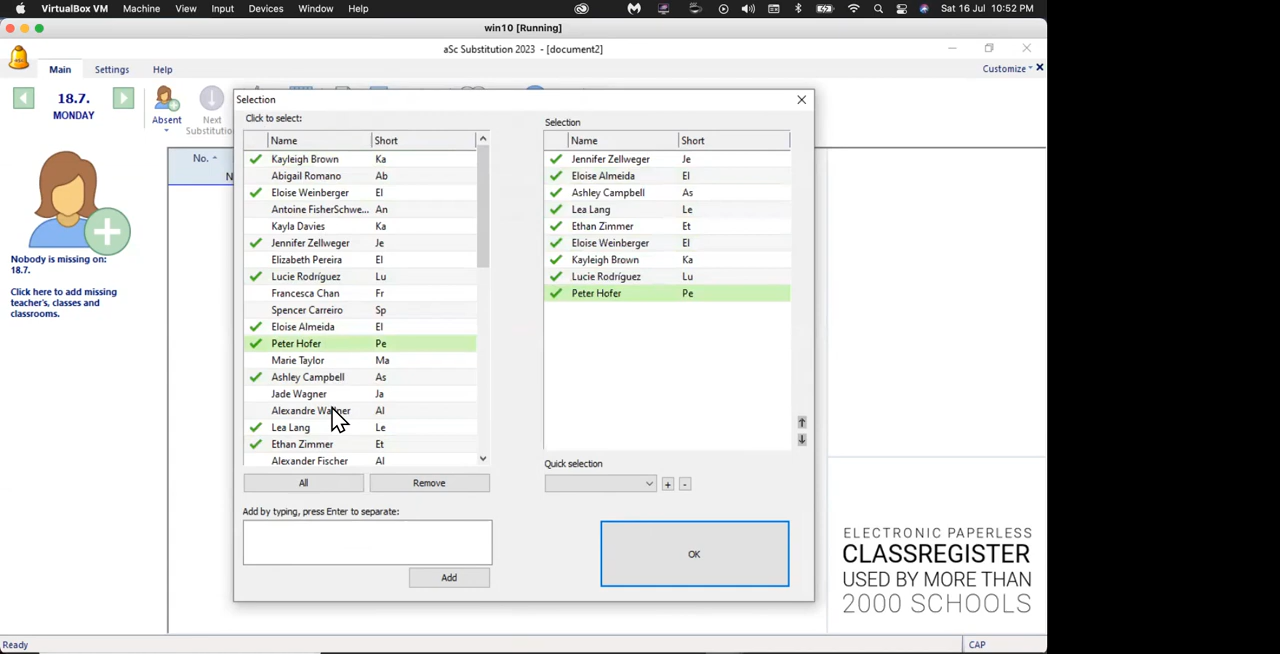 VirtualBox VM Machine View Input Devices Window Help Sat 16 Jul 10:52 PM
win10 [Running]
aSc Substitution 2023 - [document2]
Main Settings Help Customize
18.7.
MONDAY
Absent
Next
Substitutio
No.
N
Nobody is missing on:
18.7.
Click here to add missing
teacher's, classes and
classrooms.
Selection
Click to select:
Name Short
Kayleigh Brown Ka
Abigail Romano Ab
Eloise Weinberger El
Antoine FisherSchwe... An
Kayla Davies Ka
Jennifer Zellweger Je
Elizabeth Pereira El
Lucie Rodríguez Lu
Francesca Chan Fr
Spencer Carreiro Sp
Eloise Almeida El
Peter Hofer Pe
Marie Taylor Ma
Ashley Campbell As
Jade Wagner Ja
Alexandre Wagner Al
Lea Lang Le
Ethan Zimmer Et
Alexander Fischer Al
All Remove
Add by typing, press Enter to separate:
Add
Selection
Name Short
Jennifer Zellweger Je
Eloise Almeida El
Ashley Campbell As
Lea Lang Le
Ethan Zimmer Et
Eloise Weinberger El
Kayleigh Brown Ka
Lucie Rodríguez Lu
Peter Hofer Pe
Quick selection
+ -
OK
ELECTRONIC PAPERLESS
CLASSREGISTER
USED BY MORE THAN
2000 SCHOOLS
Ready CAP